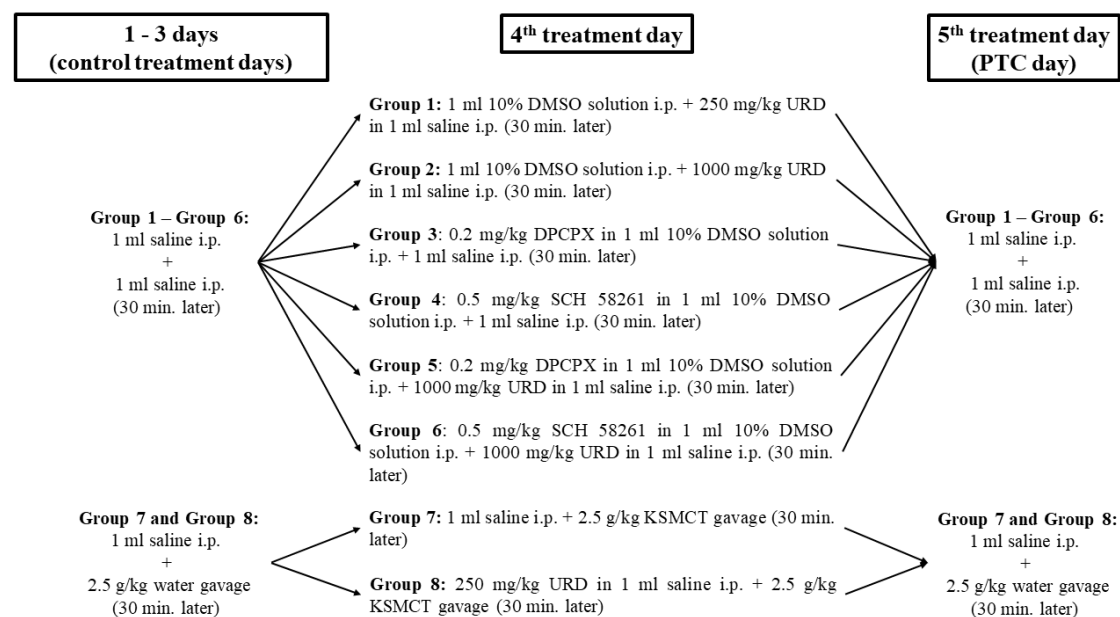 1 - 3 days
(control treatment days)
4th treatment day
5th treatment day
(PTC day)
Group 1 – Group 6:
1 ml saline i.p.
+
1 ml saline i.p.
(30 min. later)
Group 1: 1 ml 10% DMSO solution i.p. + 250 mg/kg URD
in 1 ml saline i.p. (30 min. later)
Group 2: 1 ml 10% DMSO solution i.p. + 1000 mg/kg URD
in 1 ml saline i.p. (30 min. later)
Group 3: 0.2 mg/kg DPCPX in 1 ml 10% DMSO solution
i.p. + 1 ml saline i.p. (30 min. later)
Group 4: 0.5 mg/kg SCH 58261 in 1 ml 10% DMSO
solution i.p. + 1 ml saline i.p. (30 min. later)
Group 5: 0.2 mg/kg DPCPX in 1 ml 10% DMSO solution
i.p. + 1000 mg/kg URD in 1 ml saline i.p. (30 min. later)
Group 6: 0.5 mg/kg SCH 58261 in 1 ml 10% DMSO
solution i.p. + 1000 mg/kg URD in 1 ml saline i.p. (30 min.
later)
Group 1 – Group 6:
1 ml saline i.p.
+
1 ml saline i.p.
(30 min. later)
Group 7 and Group 8:
1 ml saline i.p.
+
2.5 g/kg water gavage
(30 min. later)
Group 7: 1 ml saline i.p. + 2.5 g/kg KSMCT gavage (30 min.
later)
Group 8: 250 mg/kg URD in 1 ml saline i.p. + 2.5 g/kg
KSMCT gavage (30 min. later)
Group 7 and Group 8:
1 ml saline i.p.
+
2.5 g/kg water gavage
(30 min. later)